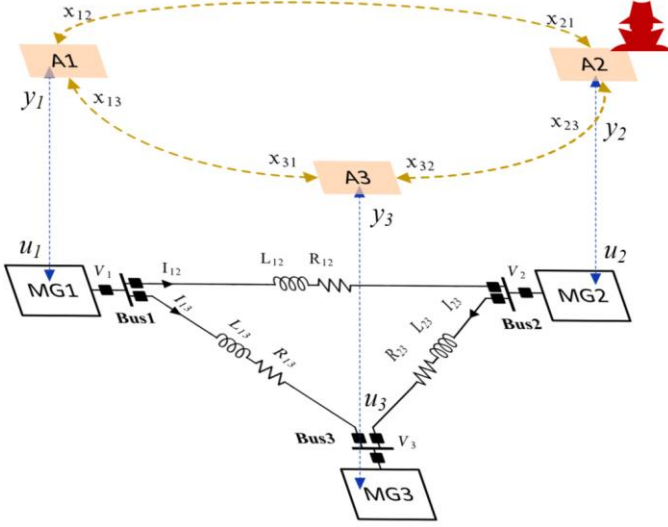 x12 x21
A1 A2
y1 x13 x23 y2
x31 x32
A3
y3
u1 u2
L12 R12
V1 I12 V2
MG1 MG2
Bus1 Bus2
I13 I23
L13 L23
R13 R23
u3
Bus3 V3
MG3